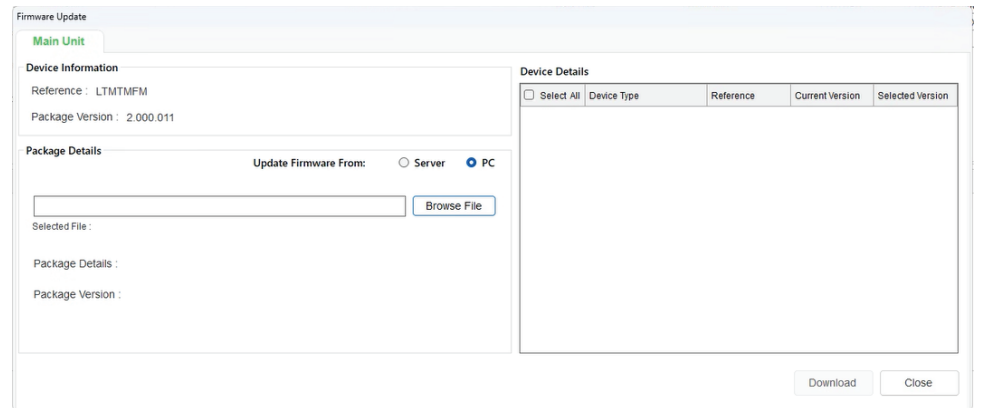 Firmware Update
Main Unit
Device Information
Reference : LTMTMFM
Package Version : 2.000.011
Package Details
Update Firmware From: Server PC
Browse File
Selected File :
Package Details :
Package Version :
Device Details
Select All Device Type Reference Current Version Selected Version
Download Close